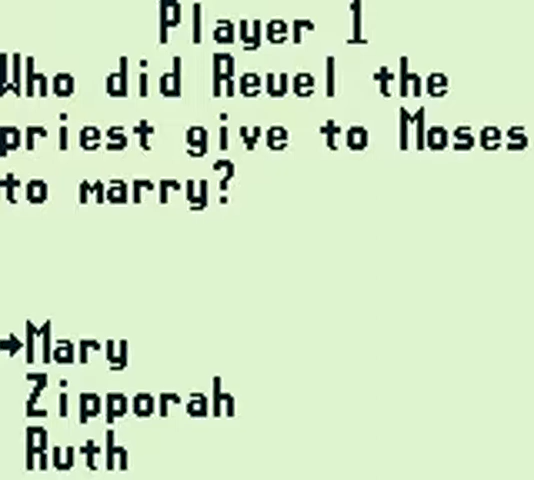 Player 1
Who did Reuel the
priest give to Moses
to marry?
→Mary
Zipporah
Ruth